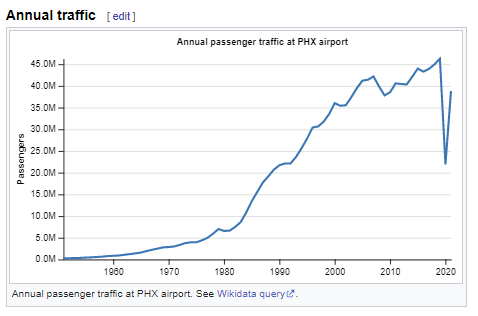 Annual traffic [ edit ]
Annual passenger traffic at PHX airport
45.0M
40.0M
35.0M
30.0M
25.0M
20.0M
15.0M
10.0M
5.0M
0.0M
Passengers
1960 1970 1980 1990 2000 2010 2020
Annual passenger traffic at PHX airport. See Wikidata query.